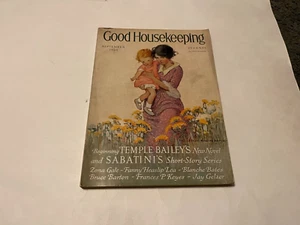 Good Housekeeping
Beginning TEMPLE BAILEY'S New Novel
and SABATINI'S Short-Story Series
Zona Gale - Fanny Heaslip Lea - Blanche Bates
Bruce Barton - Frances P. Keyes - Jay Gelzer